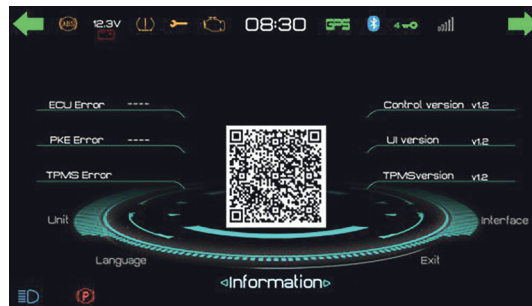 ABS 12.3V 08:30 GPS 4
ECU Error ----
Control version v1.2
PKE Error ----
UI version v1.2
TPMS Error
TPMSversion v1.2
Unit
Interface
Language
Exit
◁Information▷
P